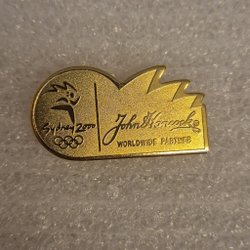 Sydney 2000
John Hancock
WORLDWIDE PARTNER